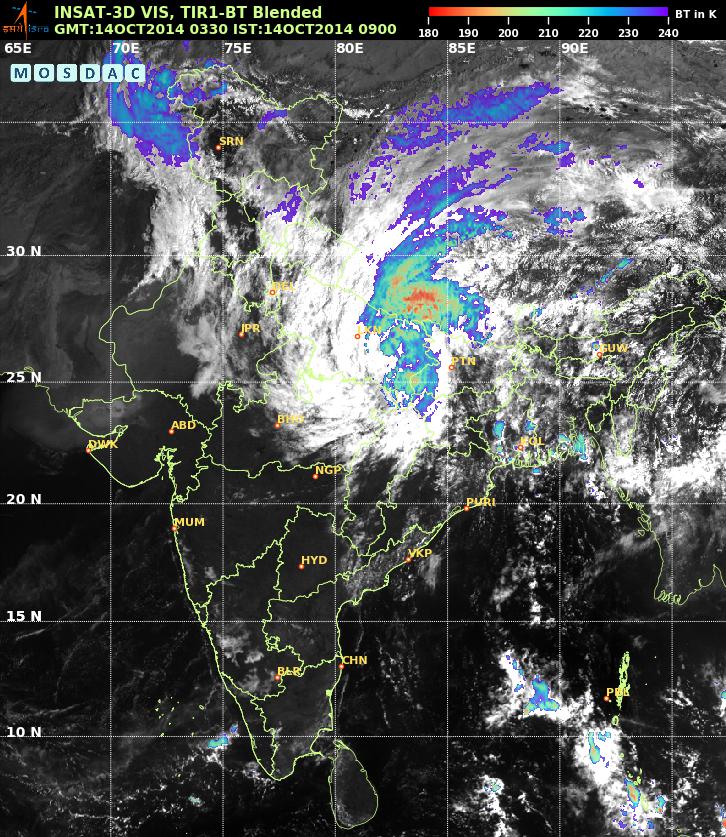 INSAT-3D VIS, TIR1-BT Blended
GMT:14OCT2014 0330 IST:14OCT2014 0900
BT in K
180 190 200 210 220 230 240
65E 70E 75E 80E 85E 90E
MOSDAC
SRN
30 N
DEL
JPR
LKN
GUW
PTN
25 N
ABD
BHP
DWK
KOL
NGP
20 N
PURI
MUM
VKP
HYD
15 N
CHN
BLR
PBL
10 N